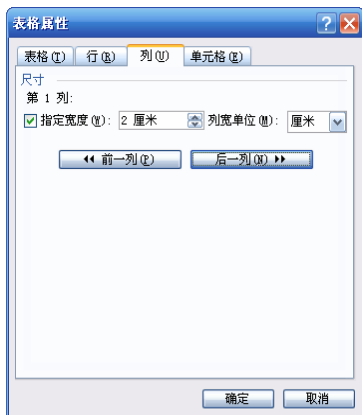 表格属性
表格(T) 行(R) 列(U) 单元格(E)
尺寸
第 1 列:
指定宽度(W): 2 厘米 列宽单位(M): 厘米
前一列(P) 后一列(N)
确定 取消